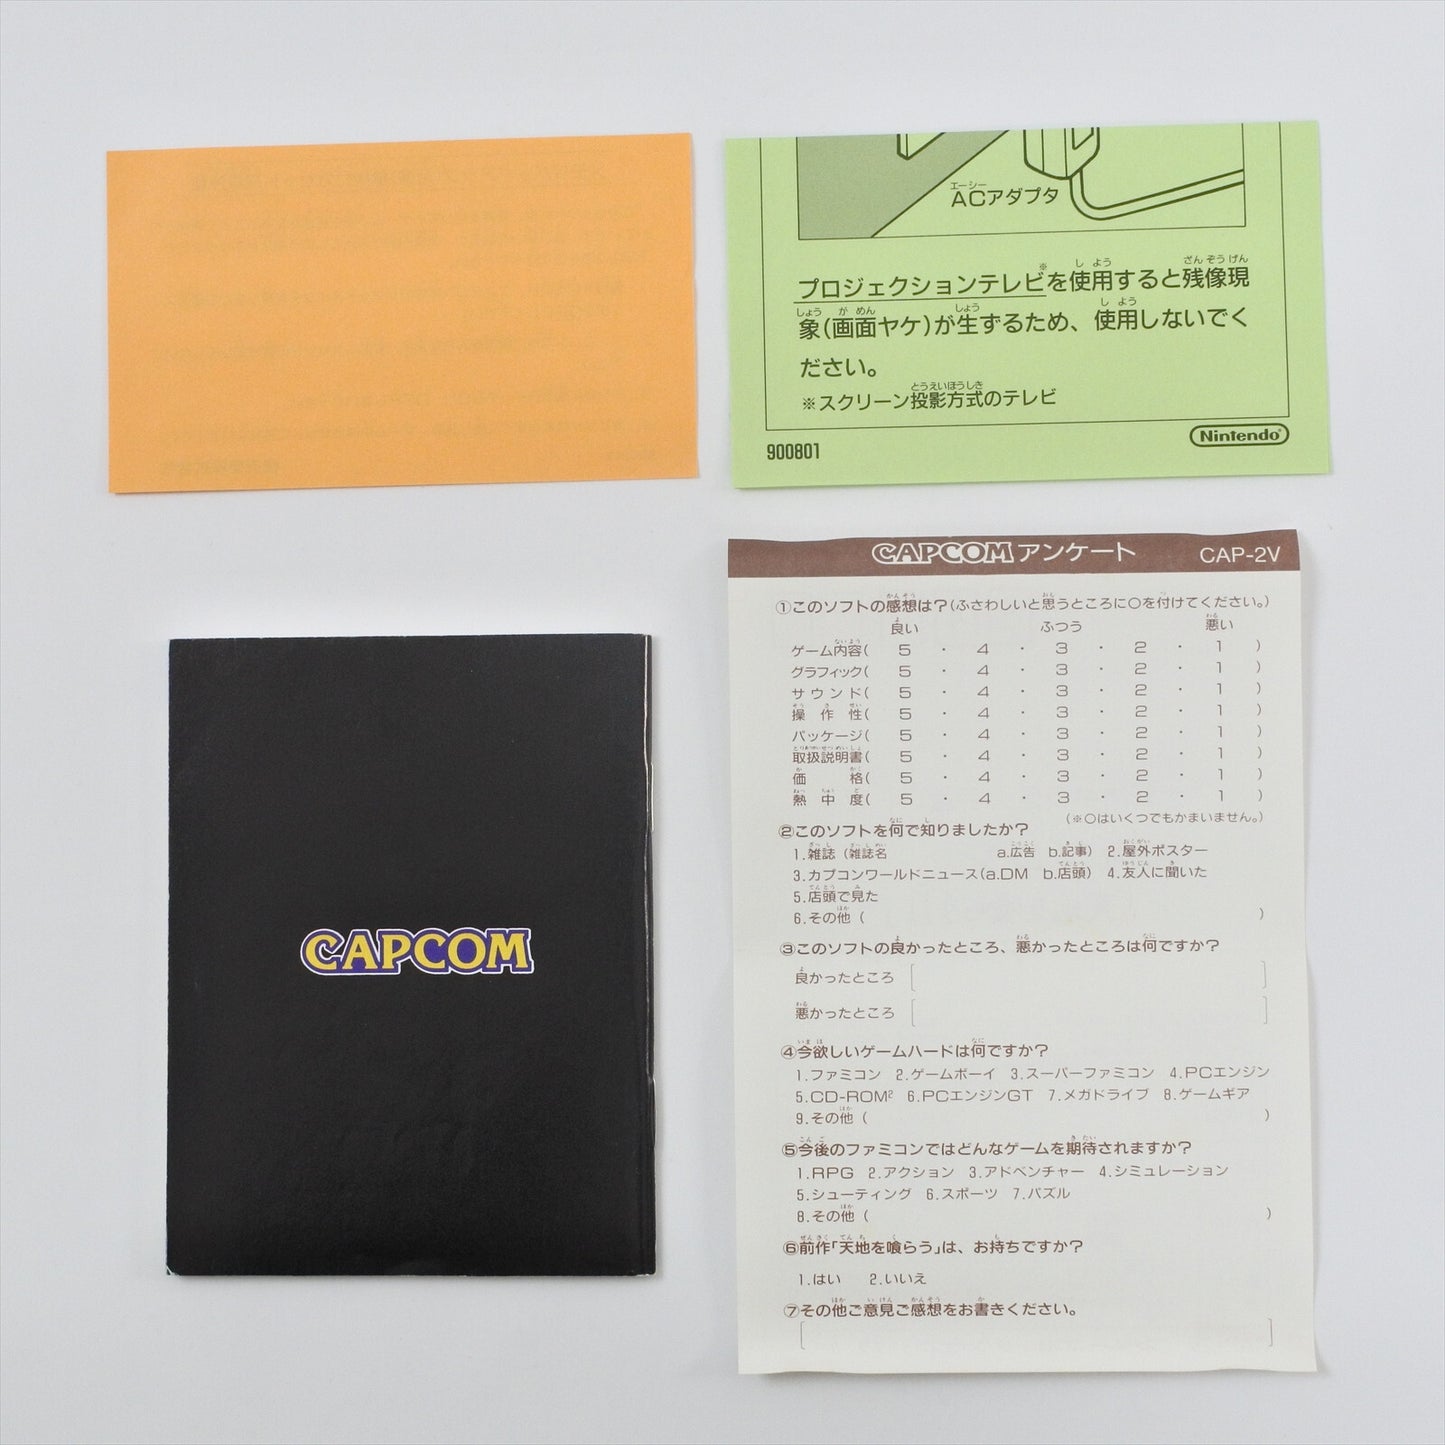 ACアダプタ
プロジェクションテレビ※を使用すると残像現
象(画面ヤケ)が生ずるため、使用しないでく
ださい。
※スクリーン投影方式のテレビ
Nintendo
900801
CAPCOM
CAPCOMアンケート CAP-2V
①このソフトの感想は?(ふさわしいと思うところに○を付けてください。)
良い ふつう 悪い
ゲーム内容( 5 ・ 4 ・ 3 ・ 2 ・ 1 )
グラフィック( 5 ・ 4 ・ 3 ・ 2 ・ 1 )
サウンド( 5 ・ 4 ・ 3 ・ 2 ・ 1 )
操作性( 5 ・ 4 ・ 3 ・ 2 ・ 1 )
パッケージ( 5 ・ 4 ・ 3 ・ 2 ・ 1 )
取扱説明書( 5 ・ 4 ・ 3 ・ 2 ・ 1 )
価格( 5 ・ 4 ・ 3 ・ 2 ・ 1 )
熱中度( 5 ・ 4 ・ 3 ・ 2 ・ 1 )
(※○はいくつでもかまいません。)
②このソフトを何で知りましたか?
1.雑誌(雑誌名 a.広告 b.記事) 2.屋外ポスター
3.カプコンワールドニュース(a.DM b.店頭) 4.友人に聞いた
5.店頭で見た
6.その他( )
③このソフトの良かったところ、悪かったところは何ですか?
良かったところ [ ]
悪かったところ [ ]
④今欲しいゲームハードは何ですか?
1.ファミコン 2.ゲームボーイ 3.スーパーファミコン 4.PCエンジン
5.CD-ROM² 6.PCエンジンGT 7.メガドライブ 8.ゲームギア
9.その他( )
⑤今後のファミコンではどんなゲームを期待されますか?
1.RPG 2.アクション 3.アドベンチャー 4.シミュレーション
5.シューティング 6.スポーツ 7.パズル
8.その他( )
⑥前作「天地を喰らう」は、お持ちですか?
1.はい 2.いいえ
⑦その他ご意見ご感想をお書きください。
[ ]